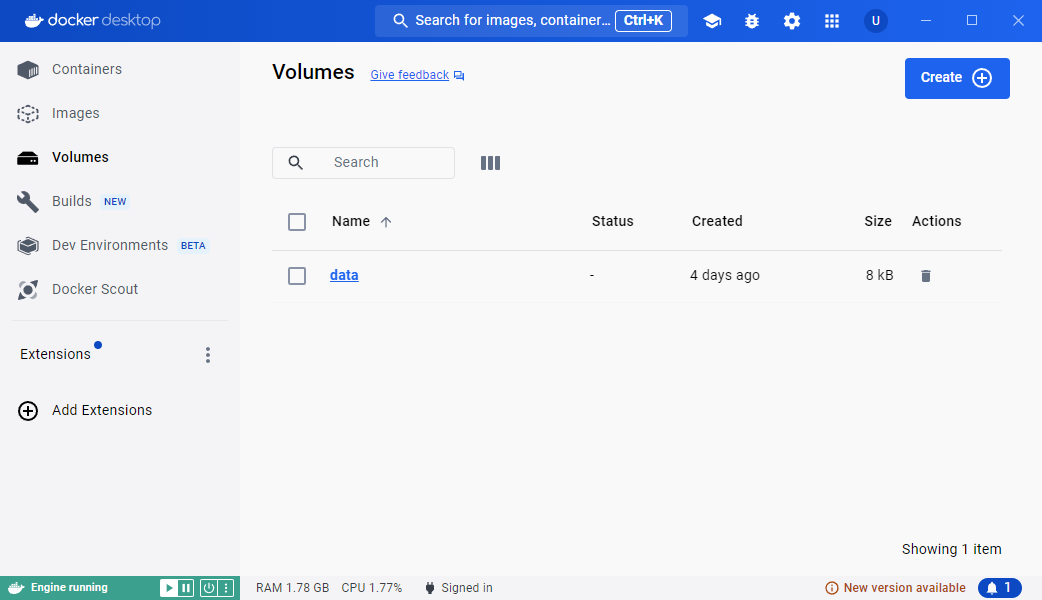 docker desktop
Search for images, container... Ctrl+K
U
Containers
Images
Volumes
Builds NEW
Dev Environments BETA
Docker Scout
Extensions
Add Extensions
Volumes Give feedback
Create
Search
Name Status Created Size Actions
data - 4 days ago 8 kB
Showing 1 item
Engine running
RAM 1.78 GB CPU 1.77% Signed in
New version available 1